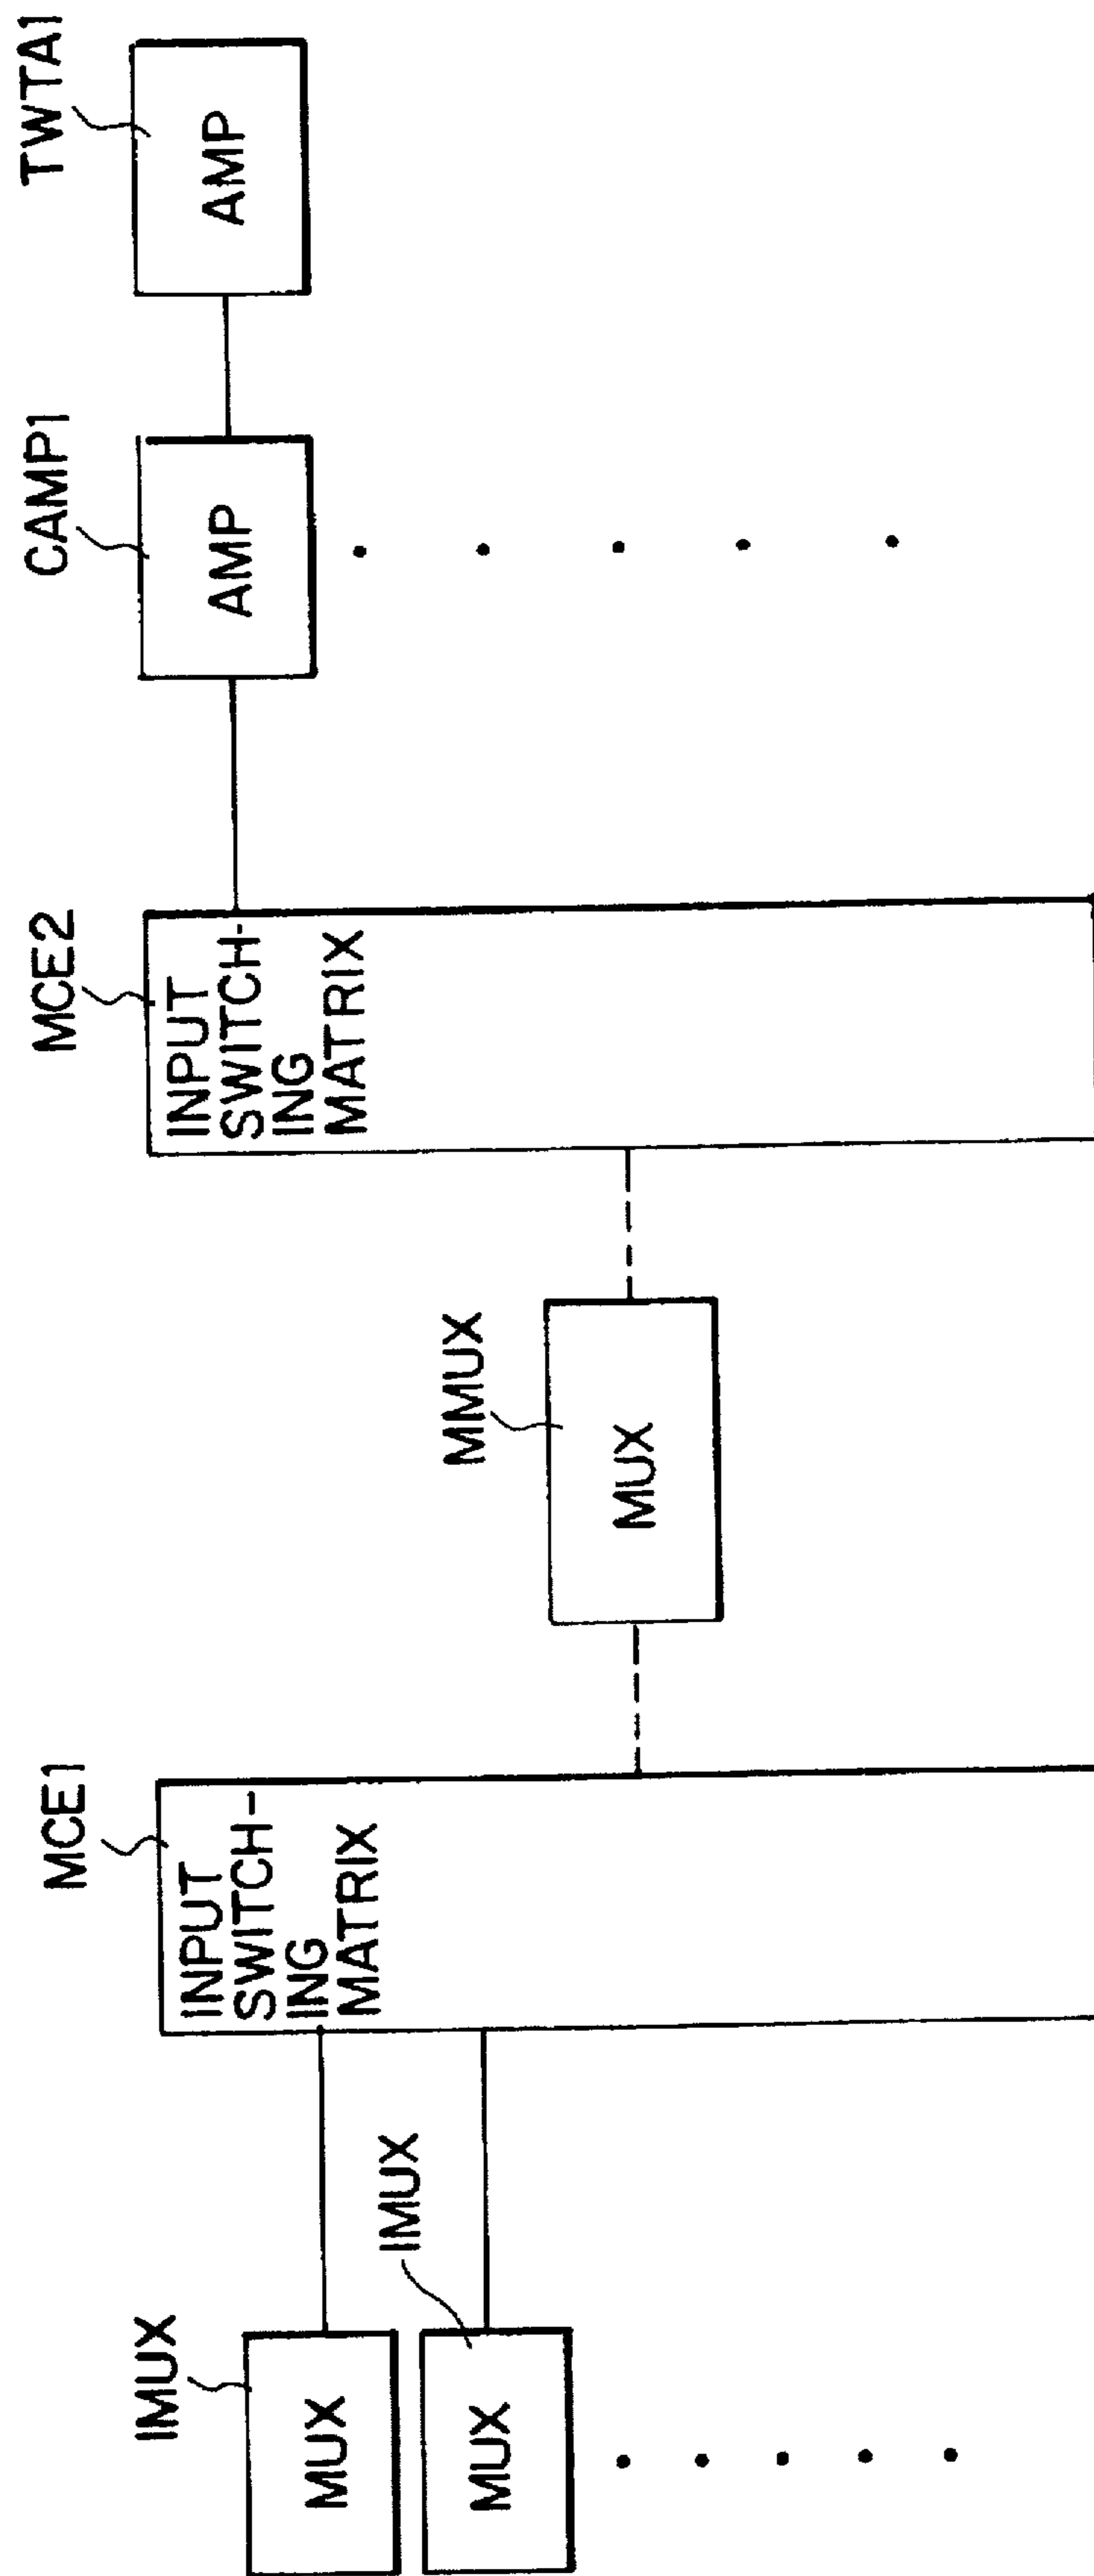 IMUX
MUX
IMUX
MUX
MCE1
INPUT
SWITCH-
ING
MATRIX
MMUX
MUX
MCE2
INPUT
SWITCH-
ING
MATRIX
CAMP1
AMP
TWTA1
AMP